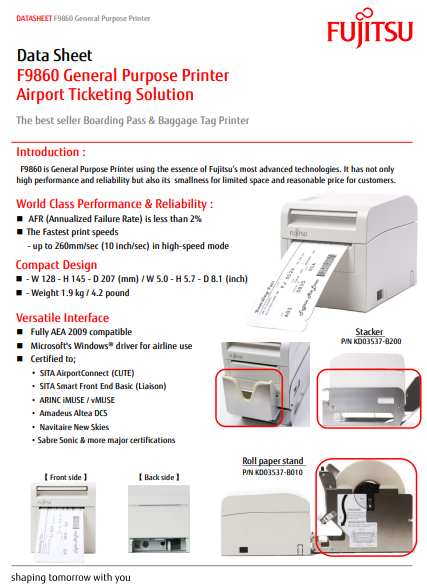 DATASHEET F9860 General Purpose Printer
FUJITSU
Data Sheet
F9860 General Purpose Printer
Airport Ticketing Solution
The best seller Boarding Pass & Baggage Tag Printer
Introduction :
F9860 is General Purpose Printer using the essence of Fujitsu's most advanced technologies. It has not only
high performance and reliability but also its smallness for limited space and reasonable price for customers.
World Class Performance & Reliability :
■ AFR (Annualized Failure Rate) is less than 2%
■ The Fastest print speeds
- up to 260mm/sec (10 inch/sec) in high-speed mode
Compact Design
■ - W 128 - H 145 - D 207 (mm) / W 5.0 - H 5.7 - D 8.1 (inch)
■ - Weight 1.9 kg / 4.2 pound
Versatile Interface
■ Fully AEA 2009 compatible
■ Microsoft's Windows® driver for airline use
■ Certified to;
• SITA AirportConnect (CUTE)
• SITA Smart Front End Basic (Liaison)
• ARINC iMUSE / vMUSE
• Amadeus Altea DCS
• Navitaire New Skies
• Sabre Sonic & more major certifications
FUJITSU
Boarding Pass
Stacker
P/N KD03537-B200
FUJITSU
Roll paper stand
P/N KD03537-B010
【 Front side 】
【 Back side 】
shaping tomorrow with you